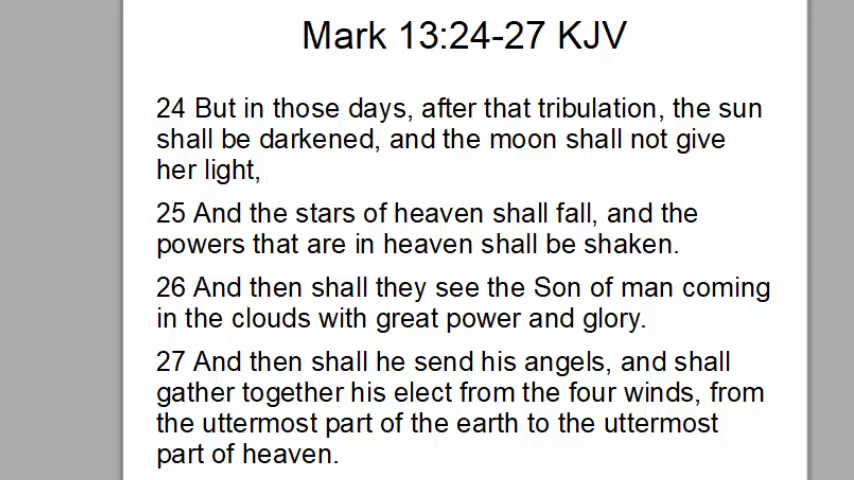 Mark 13:24-27 KJV
24 But in those days, after that tribulation, the sun
shall be darkened, and the moon shall not give
her light,
25 And the stars of heaven shall fall, and the
powers that are in heaven shall be shaken.
26 And then shall they see the Son of man coming
in the clouds with great power and glory.
27 And then shall he send his angels, and shall
gather together his elect from the four winds, from
the uttermost part of the earth to the uttermost
part of heaven.